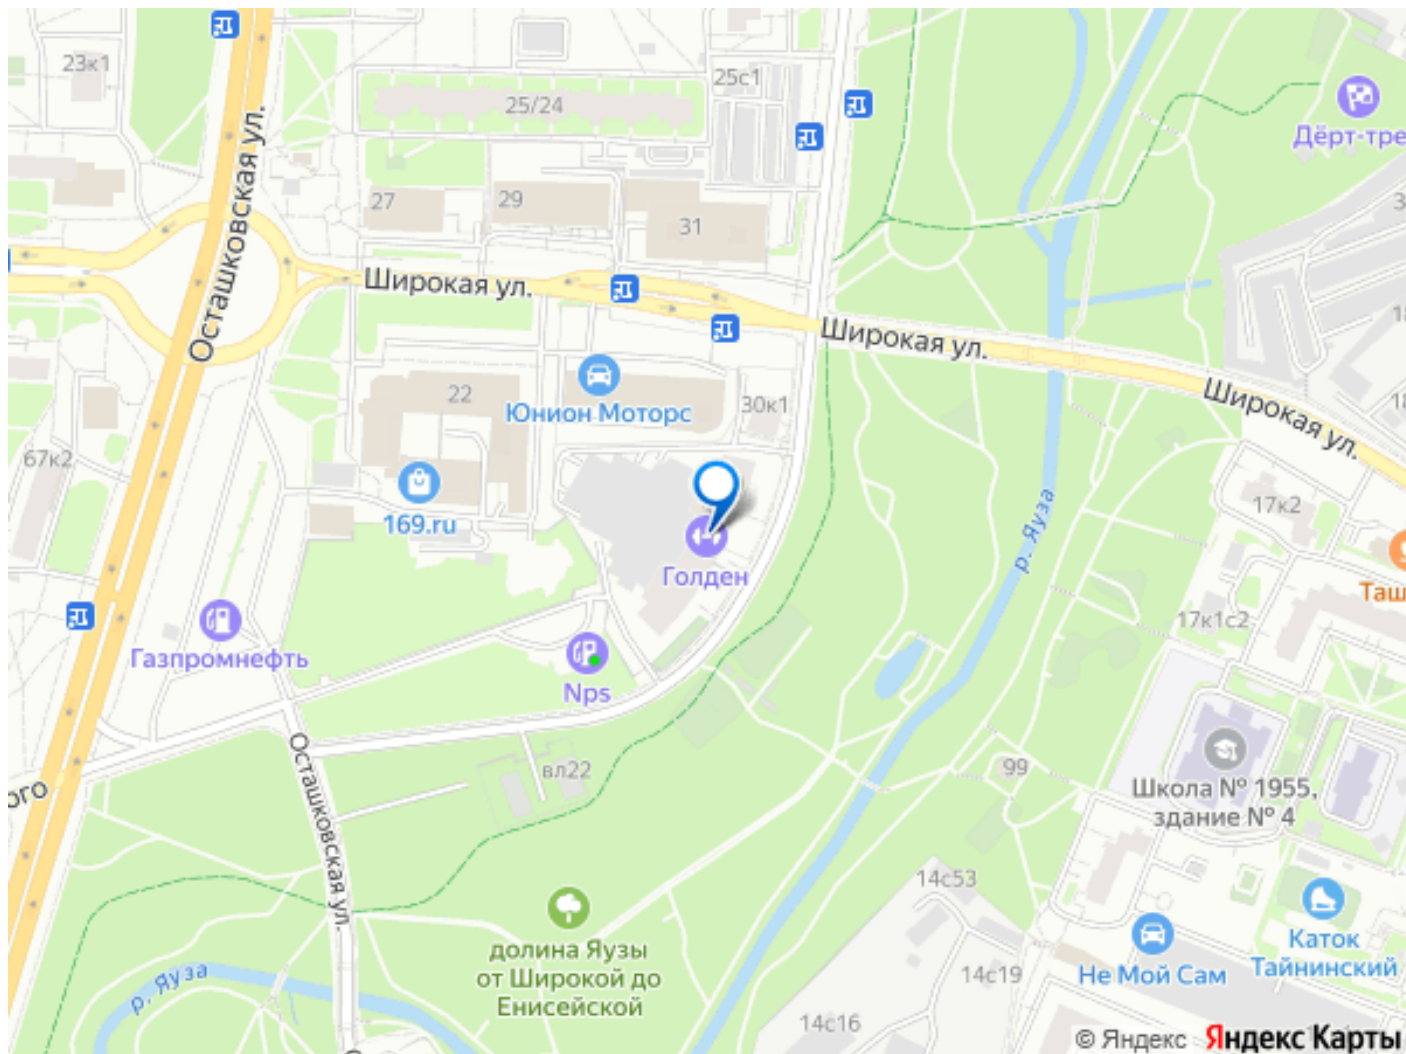 23к1
25с1
25/24
Дёрт-тре
Осташковская ул.
27
29
31
Широкая ул.
Широкая ул.
Широкая ул.
22
Юнион Моторс
30к1
67к2
169.ru
17к2
р. Яуза
Голден
Таш
17к1с2
Газпромнефть
Nps
Осташковская ул.
вл22
99
ого
Школа № 1955,
здание № 4
14с53
долина Яузы
от Широкой до
Енисейской
р. Яуза
Каток
Тайнинский
Не Мой Сам
14с19
14с16
© Яндекс Яндекс Карты